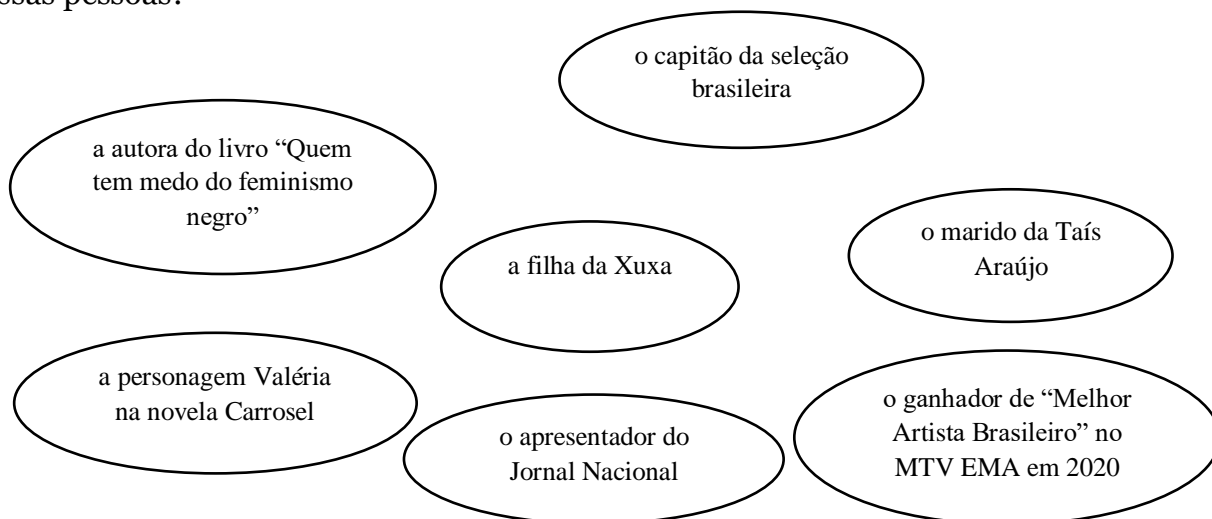 essas pessoas?
o capitão da seleção
brasileira
a autora do livro “Quem
tem medo do feminismo
negro”
o marido da Taís
Araújo
a filha da Xuxa
a personagem Valéria
na novela Carrosel
o apresentador do
Jornal Nacional
o ganhador de “Melhor
Artista Brasileiro” no
MTV EMA em 2020